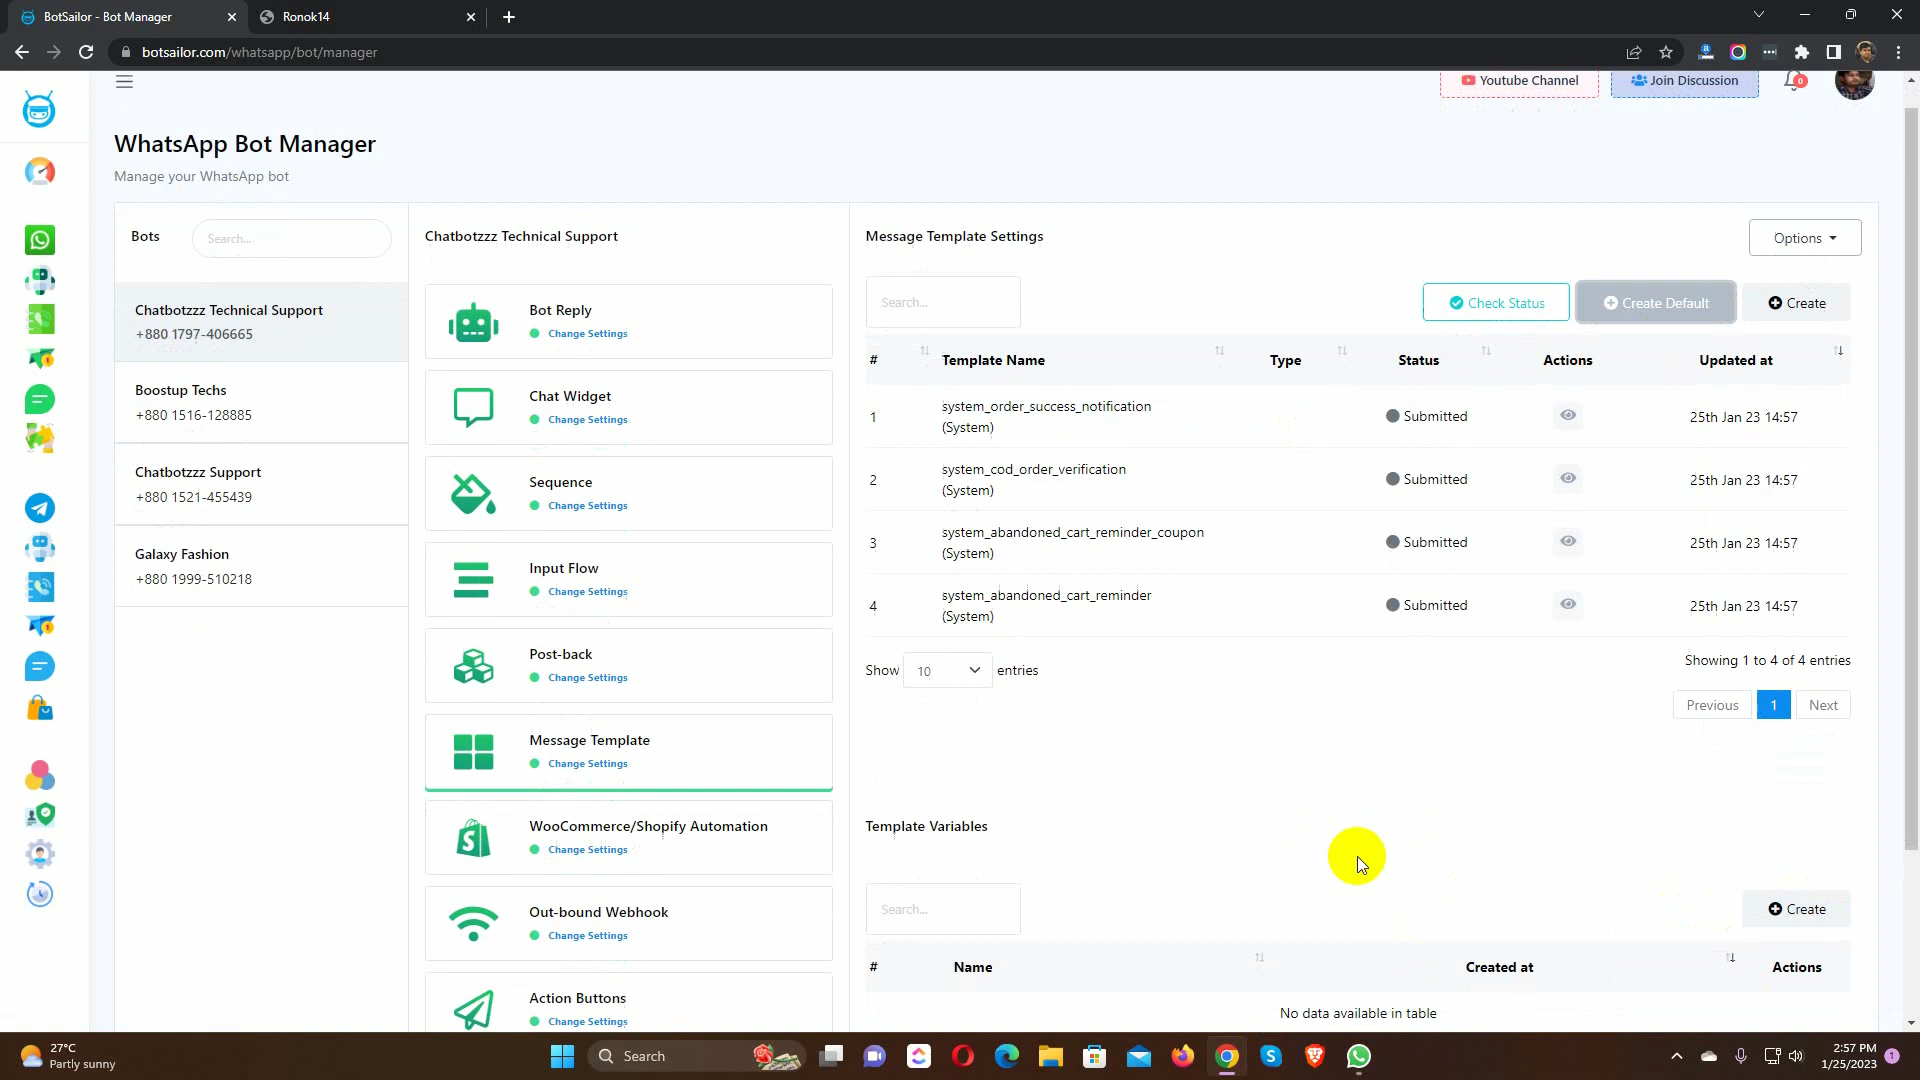 BotSailor - Bot Manager
Ronok14
botsailor.com/whatsapp/bot/manager
Youtube Channel
Join Discussion
0
WhatsApp Bot Manager
Manage your WhatsApp bot
Bots
Search...
Chatbotzzz Technical Support
+880 1797-406665
Boostup Techs
+880 1516-128885
Chatbotzzz Support
+880 1521-455439
Galaxy Fashion
+880 1999-510218
Chatbotzzz Technical Support
Bot Reply
Change Settings
Chat Widget
Change Settings
Sequence
Change Settings
Input Flow
Change Settings
Post-back
Change Settings
Message Template
Change Settings
WooCommerce/Shopify Automation
Change Settings
Out-bound Webhook
Change Settings
Action Buttons
Change Settings
Message Template Settings
Options
Search...
Check Status
Create Default
Create
# Template Name Type Status Actions Updated at
1 system_order_success_notification (System) Submitted 25th Jan 23 14:57
2 system_cod_order_verification (System) Submitted 25th Jan 23 14:57
3 system_abandoned_cart_reminder_coupon (System) Submitted 25th Jan 23 14:57
4 system_abandoned_cart_reminder (System) Submitted 25th Jan 23 14:57
Show 10 entries
Showing 1 to 4 of 4 entries
Previous 1 Next
Template Variables
Search...
Create
# Name Created at Actions
No data available in table
27°C
Partly sunny
Search
2:57 PM
1/25/2023
1